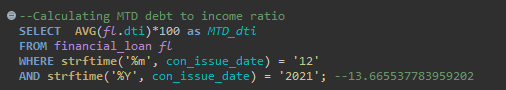 --Calculating MTD debt to income ratio
SELECT AVG(fl.dti)*100 as MTD_dti
FROM financial_loan fl
WHERE strftime('%m', con_issue_date) = '12'
AND strftime('%Y', con_issue_date) = '2021'; --13.665537783959202